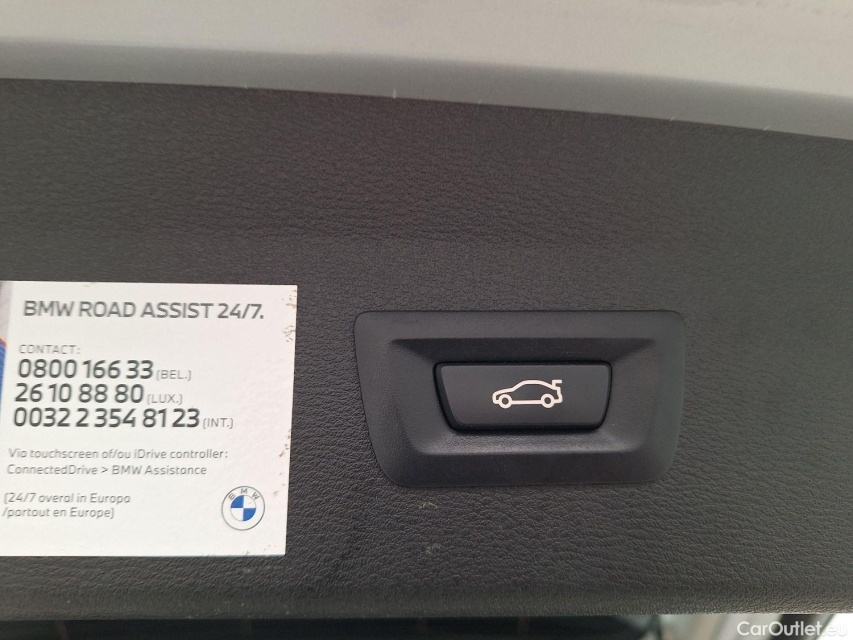 BMW ROAD ASSIST 24/7.
CONTACT:
0800 166 33 (BEL.)
26 10 88 80 (LUX.)
0032 2 354 81 23 (INT.)
Via touchscreen of/ou iDrive controller:
ConnectedDrive > BMW Assistance
(24/7 overal in Europa
/partout en Europe)
BMW
CarOutlet.eu